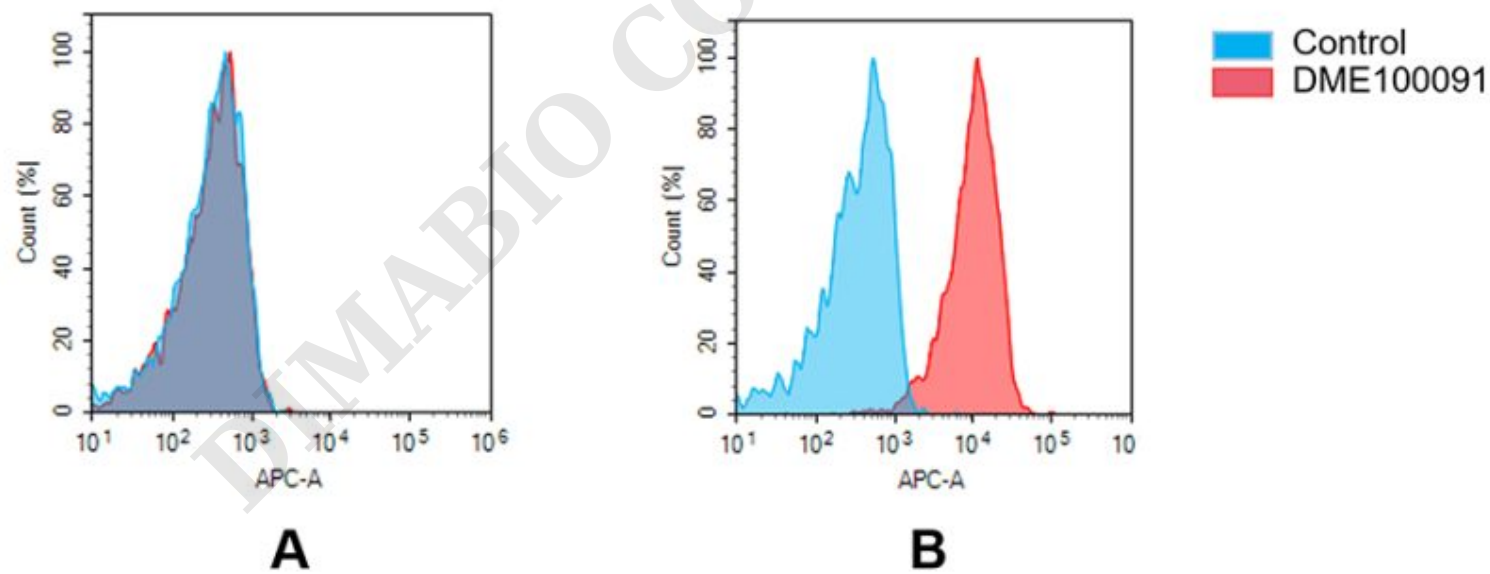 Control
DME100091
Count (%)
100
80
60
40
20
0
10¹ 10² 10³ 10⁴ 10⁵ 10⁶
APC-A
A
Count (%)
100
80
60
40
20
0
10¹ 10² 10³ 10⁴ 10⁵ 10
APC-A
B
DIMABIO CO